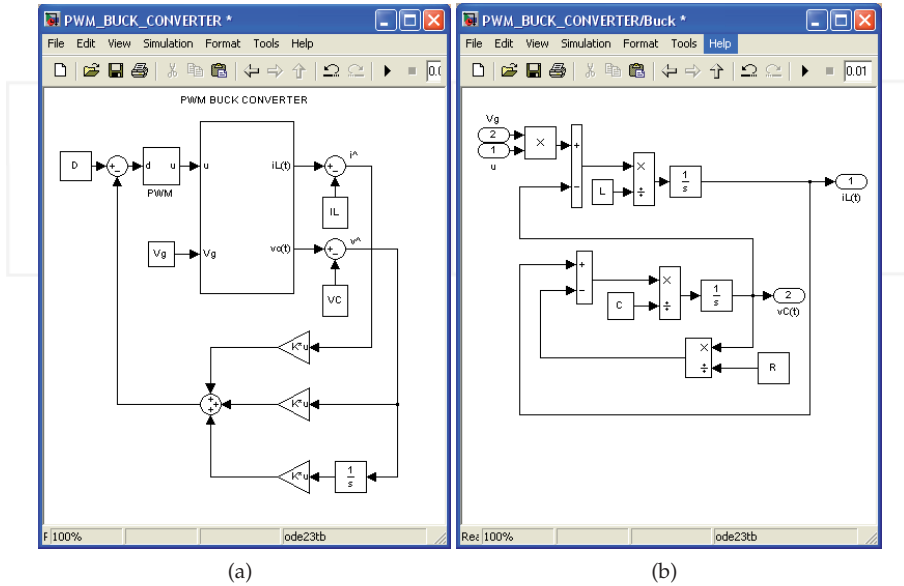 PWM_BUCK_CONVERTER *
File Edit View Simulation Format Tools Help
PWM BUCK CONVERTER
D
+
−
d u
PWM
u
iL(t)
+
−
i^
IL
Vg
Vg
vc(t)
+
−
v^
VC
K*u
+
+
+
K*u
K*u
1
s
100%
ode23tb
(a)
PWM_BUCK_CONVERTER/Buck *
File Edit View Simulation Format Tools Help
0.01
Vg
2
1
u
×
+
−
L
×
÷
1
s
1
iL(t)
+
−
C
×
÷
1
s
2
vC(t)
×
÷
R
100%
ode23tb
(b)